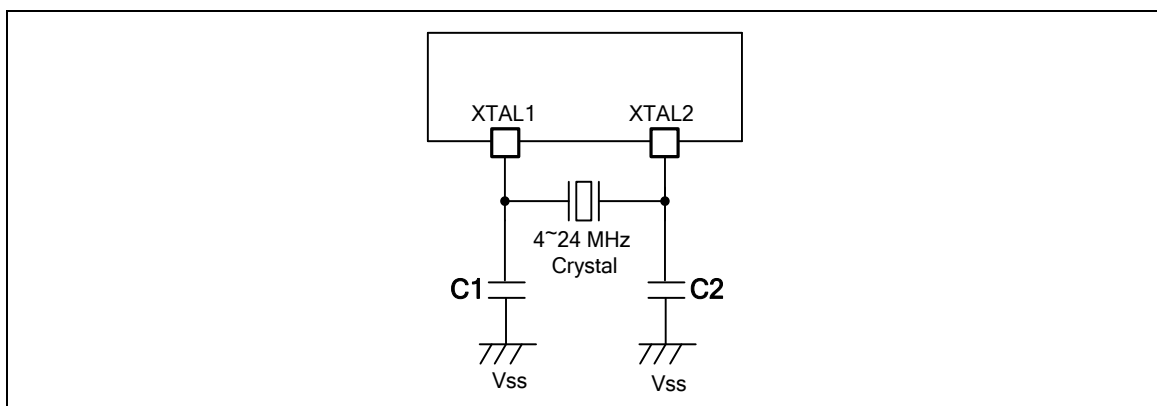 XTAL1 XTAL2
4~24 MHz
Crystal
C1 C2
Vss Vss